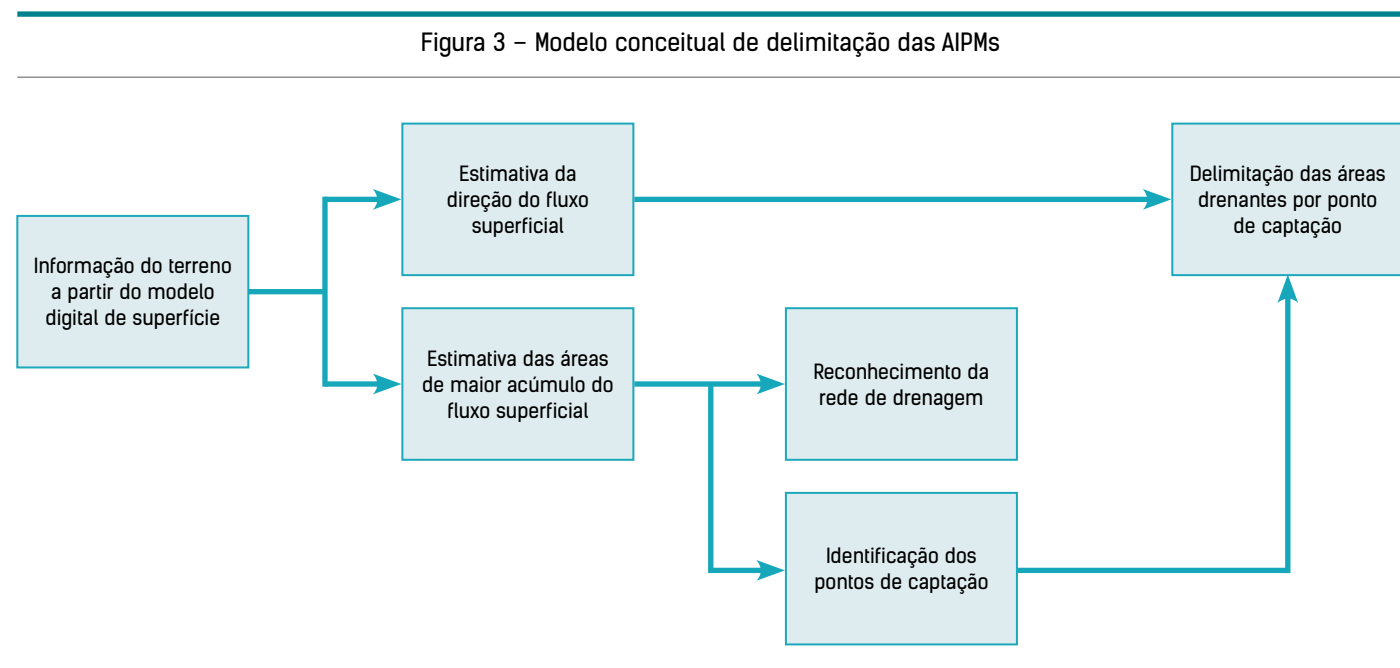 Figura 3 – Modelo conceitual de delimitação das AIPMs
Informação do terreno
a partir do modelo
digital de superfície
Estimativa da
direção do fluxo
superficial
Estimativa das áreas
de maior acúmulo do
fluxo superficial
Reconhecimento da
rede de drenagem
Identificação dos
pontos de captação
Delimitação das áreas
drenantes por ponto
de captação